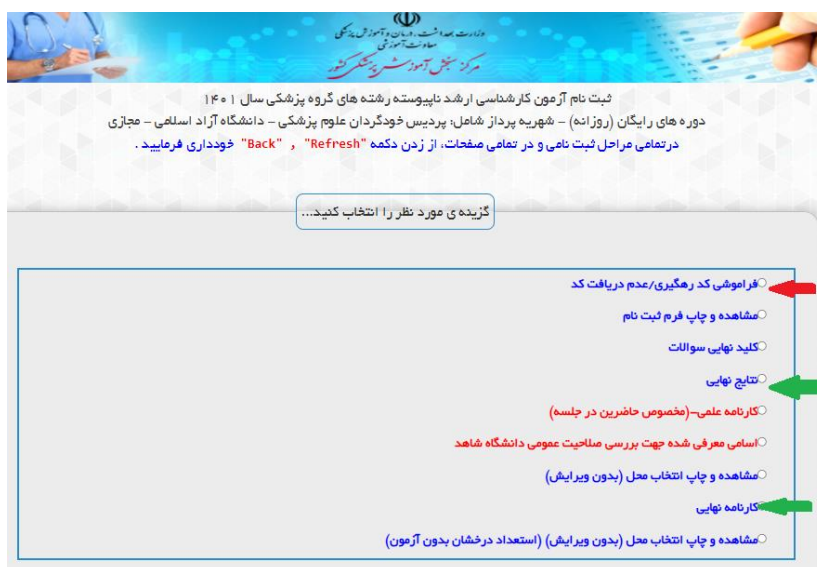 وزارت بهداشت، درمان و آموزش پزشکی
معاونت آموزشی
مرکز سنجش آموزش پزشکی کشور
ثبت نام آزمون کارشناسی ارشد ناپیوسته رشته های گروه پزشکی سال ۱۴۰۱
دوره های رایگان (روزانه) – شهریه پرداز شامل: پردیس خودگردان علوم پزشکی – دانشگاه آزاد اسلامی – مجازی
درتمامی مراحل ثبت نامی و در تمامی صفحات، از زدن دکمه "Back" , "Refresh" خودداری فرمایید .
گزینه ی مورد نظر را انتخاب کنید...
فراموشی کد رهگیری/عدم دریافت کد
مشاهده و چاپ فرم ثبت نام
کلید نهایی سوالات
نتایج نهایی
کارنامه علمی–(مخصوص حاضرین در جلسه)
اسامی معرفی شده جهت بررسی صلاحیت عمومی دانشگاه شاهد
مشاهده و چاپ انتخاب محل (بدون ویرایش)
کارنامه نهایی
مشاهده و چاپ انتخاب محل (بدون ویرایش) (استعداد درخشان بدون آزمون)